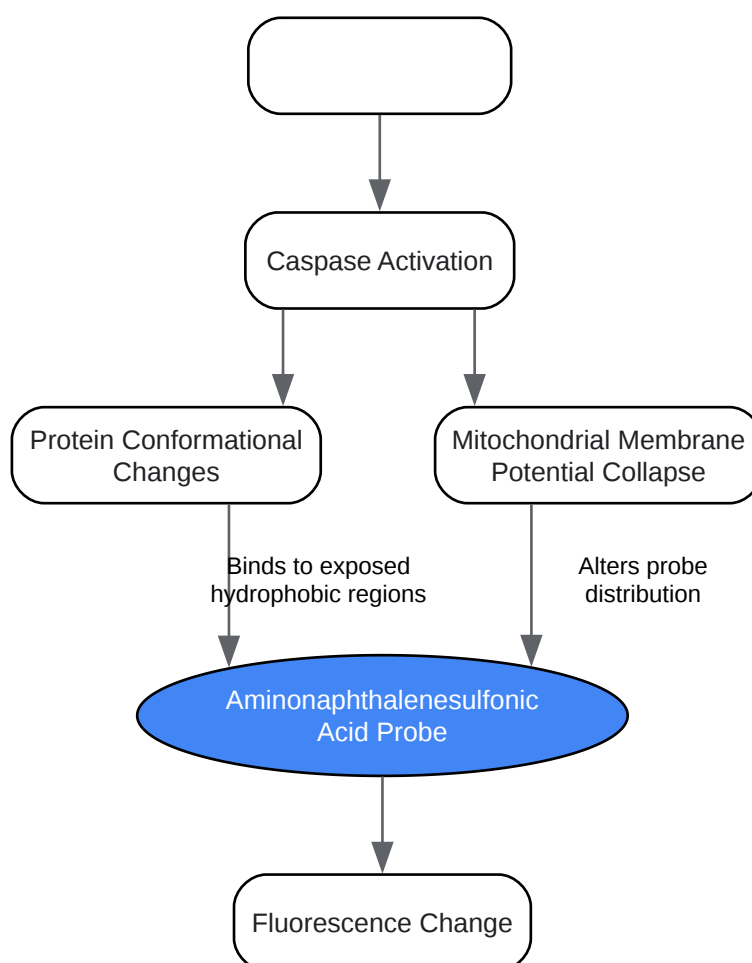 Caspase Activation
Protein Conformational
Changes
Mitochondrial Membrane
Potential Collapse
Binds to exposed
hydrophobic regions
Alters probe
distribution
Aminonaphthalenesulfonic
Acid Probe
Fluorescence Change